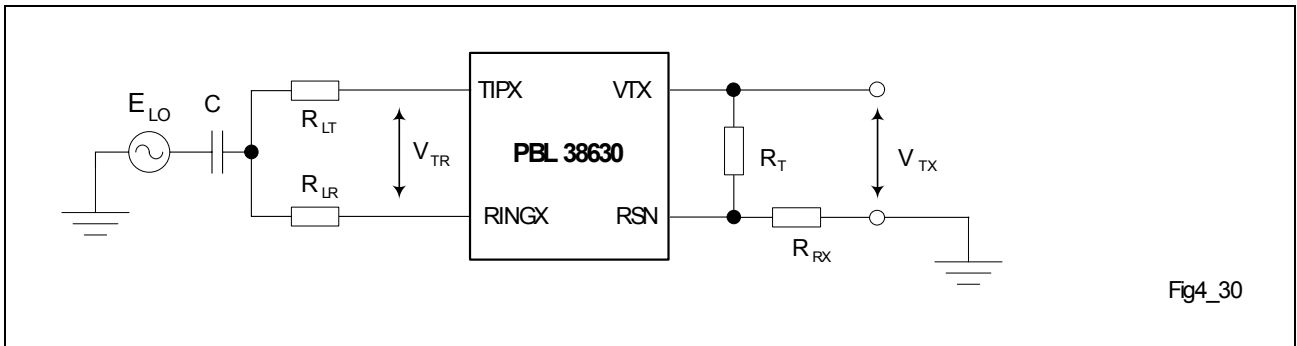 E LO
C
R LT
R LR
V TR
TIPX
RINGX
PBL 38630
VTX
RSN
R T
R RX
V TX
Fig4_30